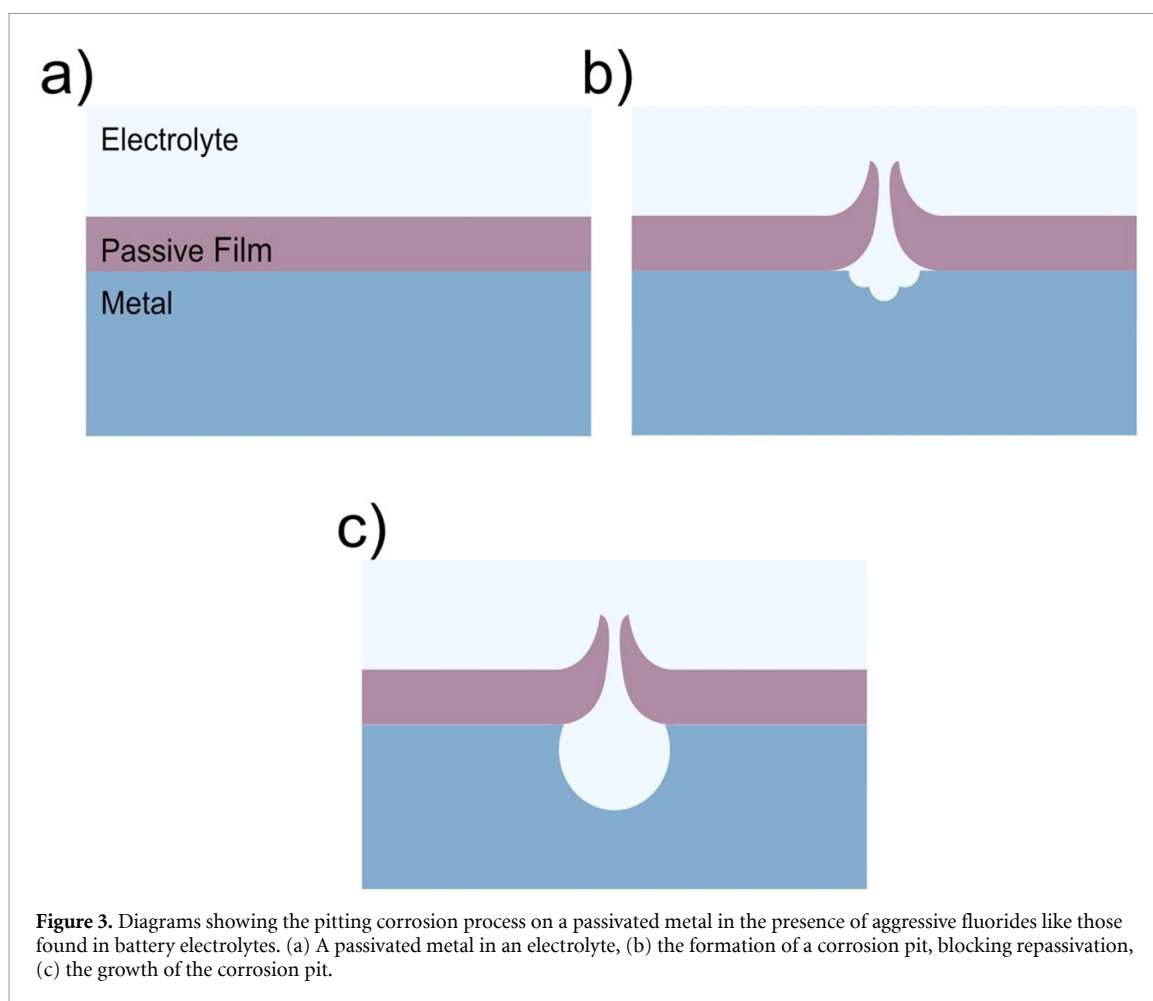 a)
b)
Electrolyte
Passive Film
Metal
c)
Figure 3. Diagrams showing the pitting corrosion process on a passivated metal in the presence of aggressive fluorides like those
found in battery electrolytes. (a) A passivated metal in an electrolyte, (b) the formation of a corrosion pit, blocking repassivation,
(c) the growth of the corrosion pit.